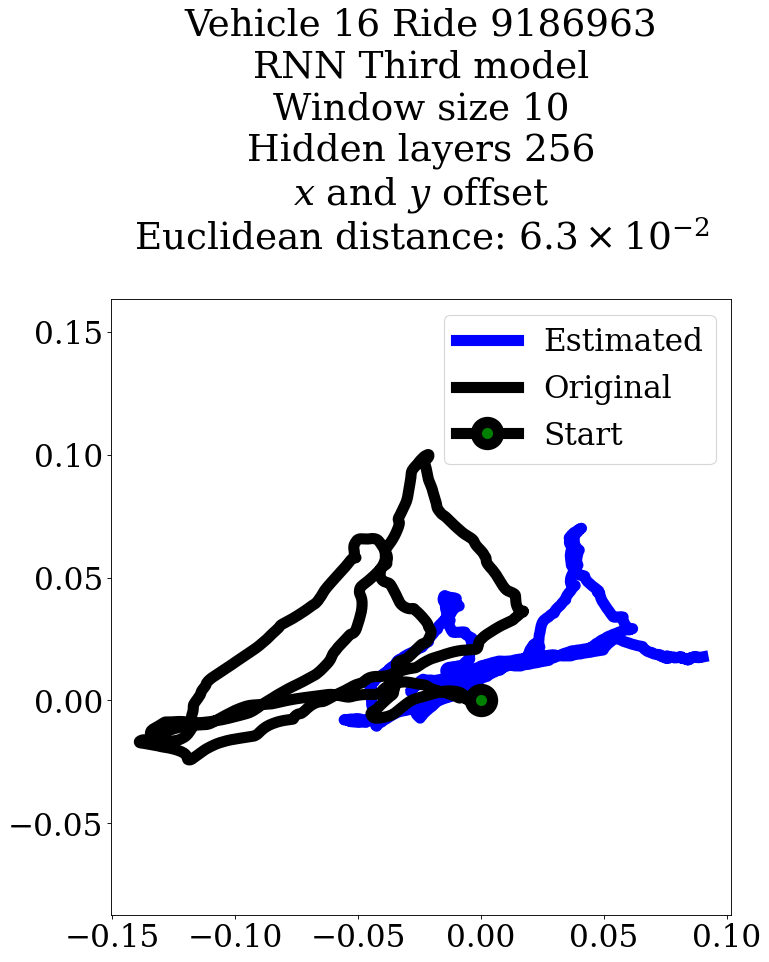 Vehicle 16 Ride 9186963
RNN Third model
Window size 10
Hidden layers 256
x and y offset
Euclidean distance: 6.3 × 10⁻²
Estimated
Original
Start
0.15
0.10
0.05
0.00
−0.05
−0.15 −0.10 −0.05 0.00 0.05 0.10